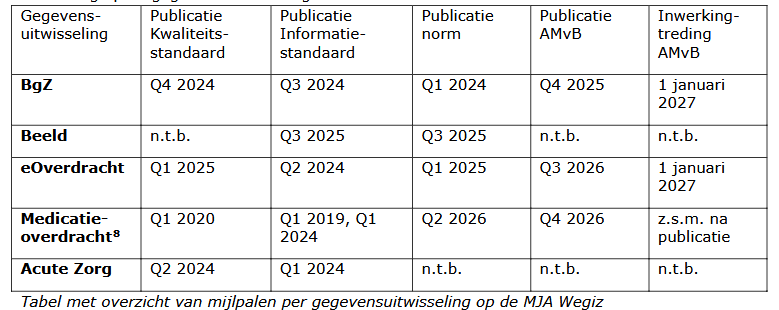 Gegevens-
uitwisseling
Publicatie
Kwaliteits-
standaard
Publicatie
Informatie-
standaard
Publicatie
norm
Publicatie
AMvB
Inwerking-
treding
AMvB
BgZ
Q4 2024
Q3 2024
Q1 2024
Q4 2025
1 januari
2027
Beeld
n.t.b.
Q3 2025
Q3 2025
n.t.b.
n.t.b.
eOverdracht
Q1 2025
Q2 2024
Q1 2025
Q3 2026
1 januari
2027
Medicatie-
overdracht⁸
Q1 2020
Q1 2019, Q1
2024
Q2 2026
Q4 2026
z.s.m. na
publicatie
Acute Zorg
Q2 2024
Q1 2024
n.t.b.
n.t.b.
n.t.b.
Tabel met overzicht van mijlpalen per gegevensuitwisseling op de MJA Wegiz